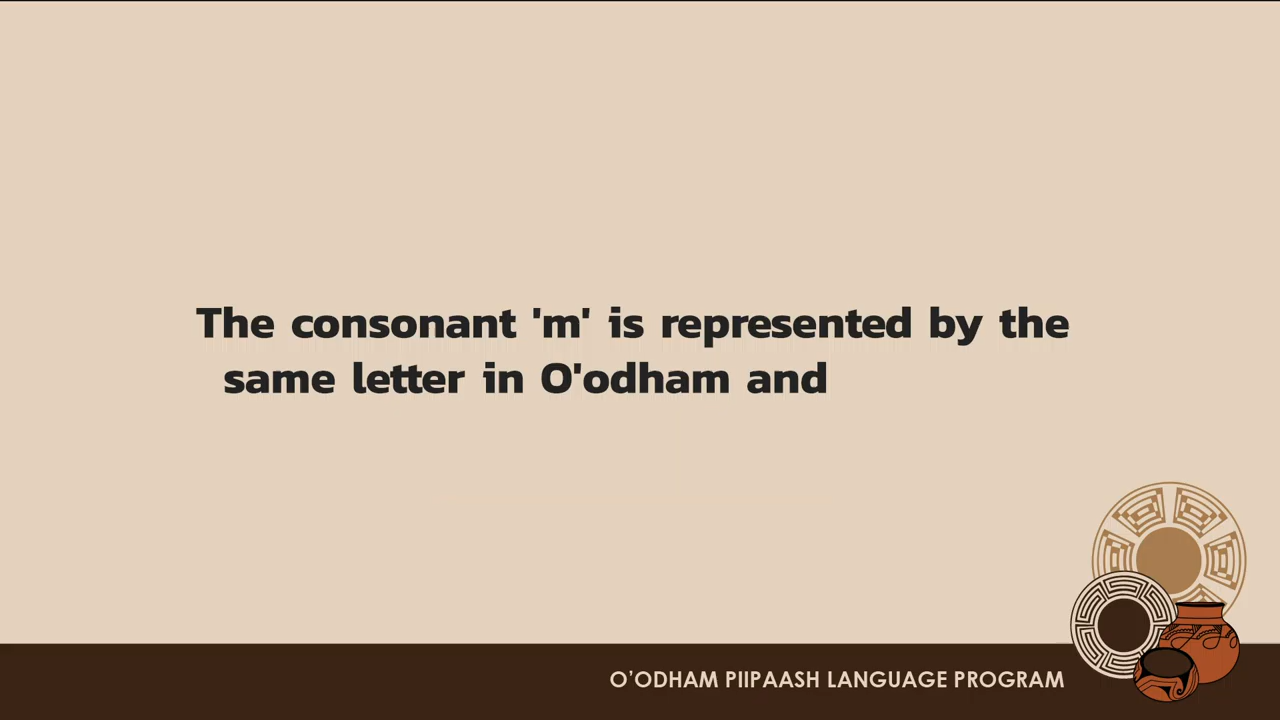 The consonant 'm' is represented by the
same letter in O'odham and
O’ODHAM PIIPAASH LANGUAGE PROGRAM